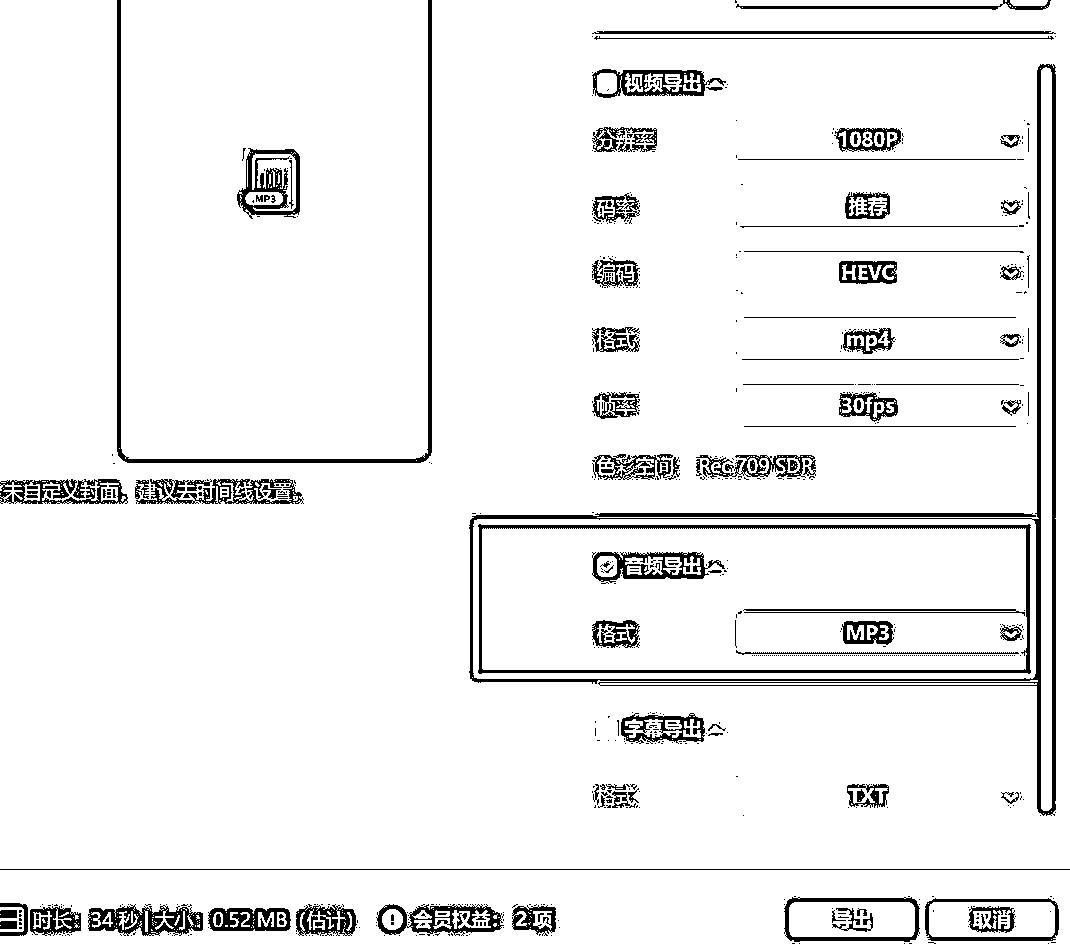 视频导出
分辨率 1080P
码率 推荐
编码 HEVC
格式 mp4
帧率 30fps
色彩空间： Rec.709 SDR
.MP3
未自定义封面，建议去时间线设置。
音频导出
格式 MP3
字幕导出
格式 TXT
时长：34秒 | 大小：0.52 MB（估计） 会员权益：2项
导出 取消